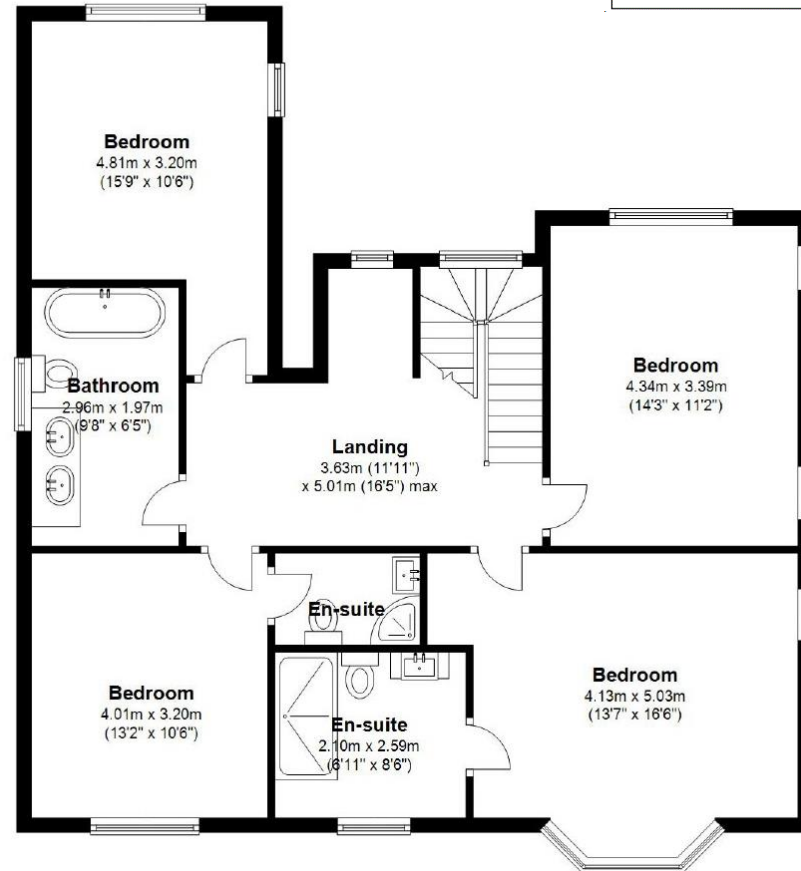 Bedroom
4.81m x 3.20m
(15'9" x 10'6")
Bedroom
4.34m x 3.39m
(14'3" x 11'2")
Bathroom
2.96m x 1.97m
(9'8" x 6'5")
Landing
3.63m (11'11")
x 5.01m (16'5") max
En-suite
Bedroom
4.01m x 3.20m
(13'2" x 10'6")
En-suite
2.10m x 2.59m
(6'11" x 8'6")
Bedroom
4.13m x 5.03m
(13'7" x 16'6")